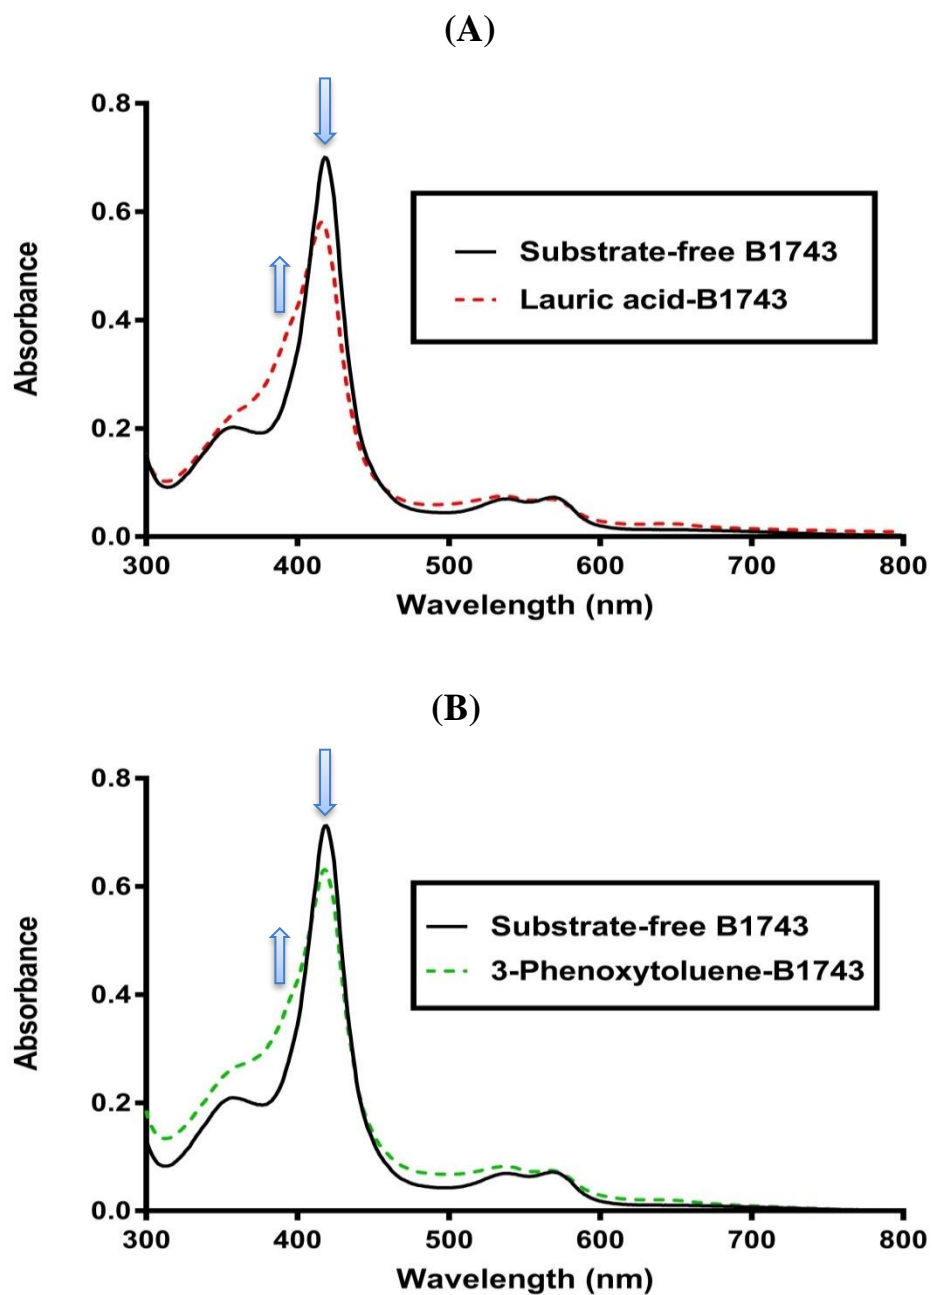 (A)
0.8
0.6
0.4
0.2
0.0
Absorbance
Substrate-free B1743
Lauric acid-B1743
300 400 500 600 700 800
Wavelength (nm)
(B)
0.8
0.6
0.4
0.2
0.0
Absorbance
Substrate-free B1743
3-Phenoxytoluene-B1743
300 400 500 600 700 800
Wavelength (nm)